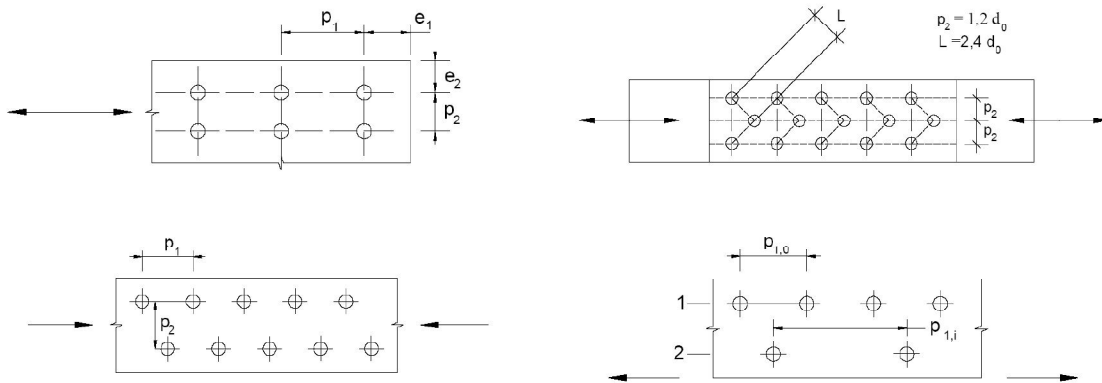 p₁
e₁
e₂
p₂
L
p₂ = 1,2 d₀
L =2,4 d₀
p₂
p₂
p₁
p₂
p₁,₀
1
p₁,i
2